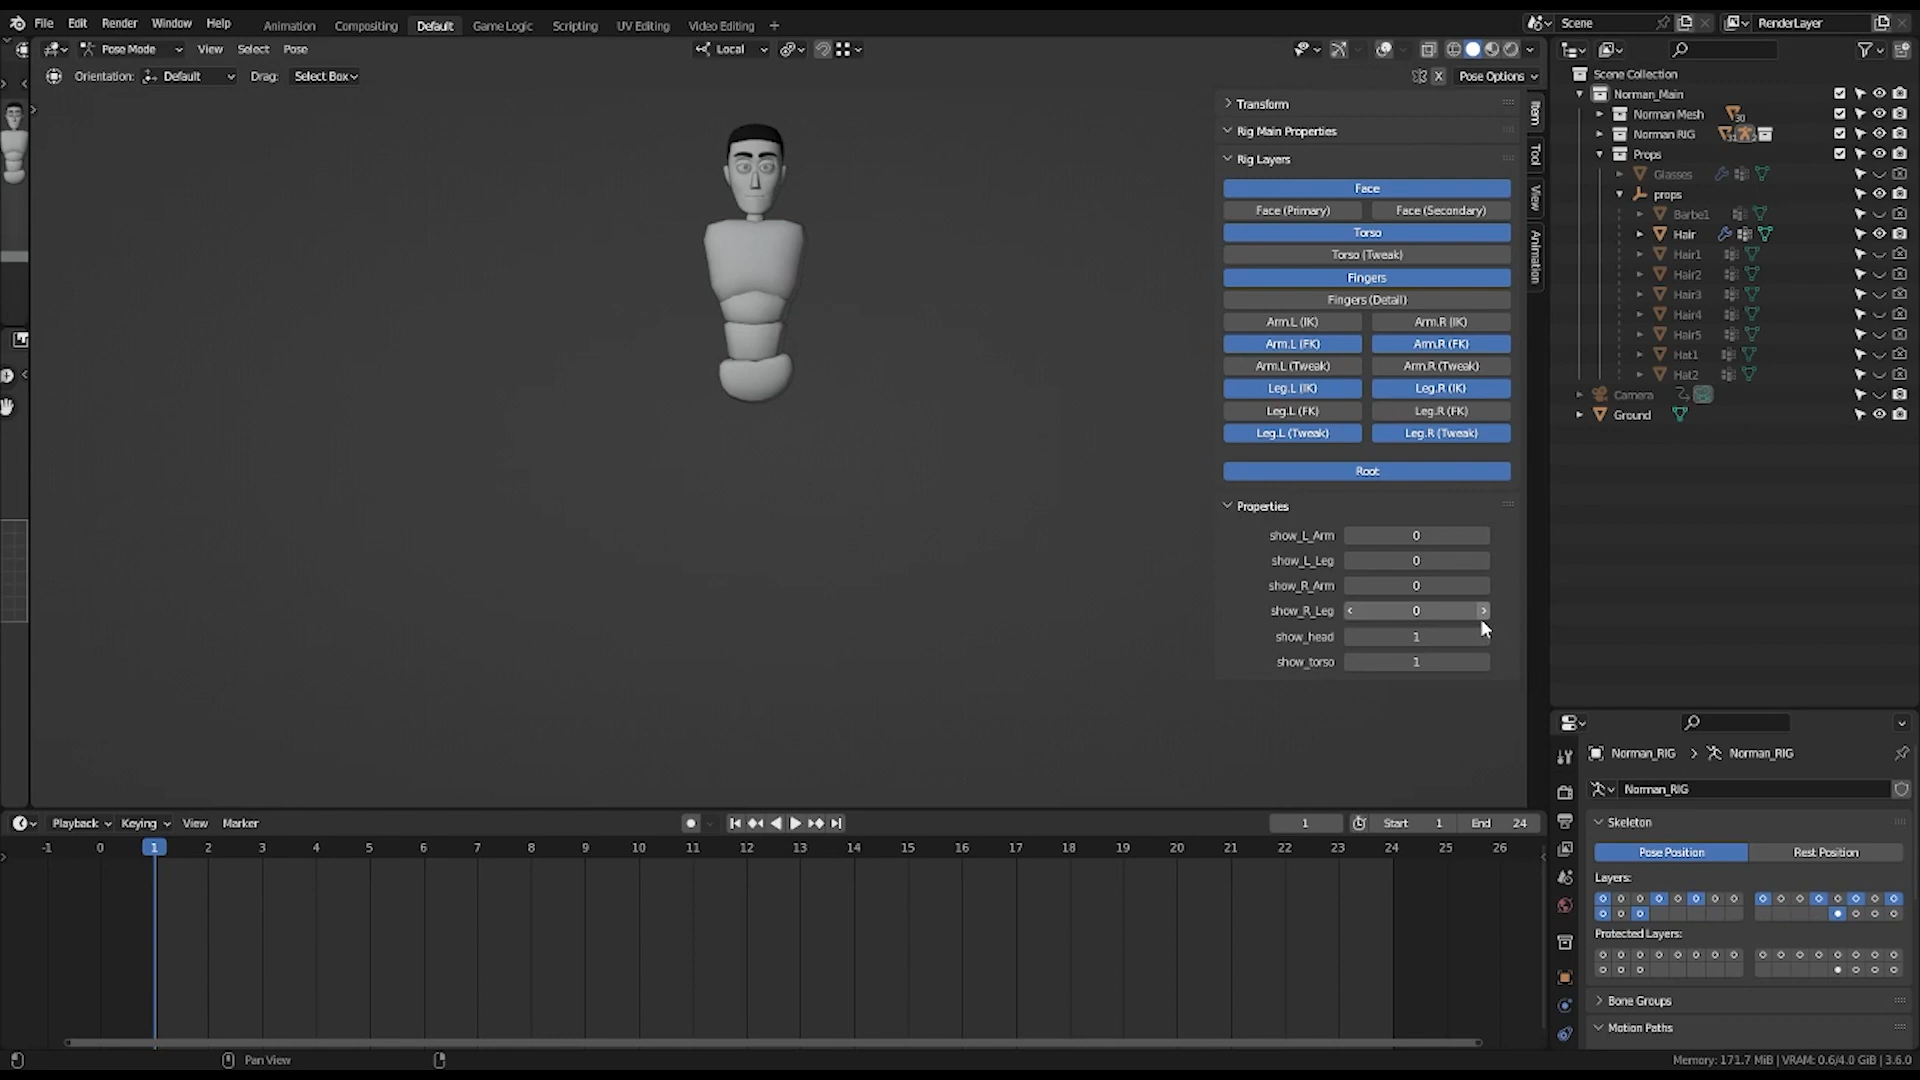 File Edit Render Window Help Animation Compositing Default Game Logic Scripting UV Editing Video Editing + Scene RenderLayer
Pose Mode View Select Pose Local
Orientation: Default Drag: Select Box X Pose Options
Transform
Rig Main Properties
Rig Layers
Face
Face (Primary) Face (Secondary)
Torso
Torso (Tweak)
Fingers
Fingers (Detail)
Arm.L (IK) Arm.R (IK)
Arm.L (FK) Arm.R (FK)
Arm.L (Tweak) Arm.R (Tweak)
Leg.L (IK) Leg.R (IK)
Leg.L (FK) Leg.R (FK)
Leg.L (Tweak) Leg.R (Tweak)
Root
Properties
show_L_Arm 0
show_L_Leg 0
show_R_Arm 0
show_R_Leg 0
show_head 1
show_torso 1
Item
Tool
View
Animation
Scene Collection
Norman_Main
Norman Mesh 30
Norman RIG
Props
Glasses
props
Barbe1
Hair
Hair1
Hair2
Hair3
Hair4
Hair5
Hat1
Hat2
Camera
Ground
Norman_RIG > Norman_RIG
Norman_RIG
Skeleton
Pose Position Rest Position
Layers:
Protected Layers:
Bone Groups
Motion Paths
Playback Keying View Marker 1 Start 1 End 24
-1 0 1 2 3 4 5 6 7 8 9 10 11 12 13 14 15 16 17 18 19 20 21 22 23 24 25 26
Pan View Memory: 171.7 MiB | VRAM: 0.6/4.0 GiB | 3.6.0